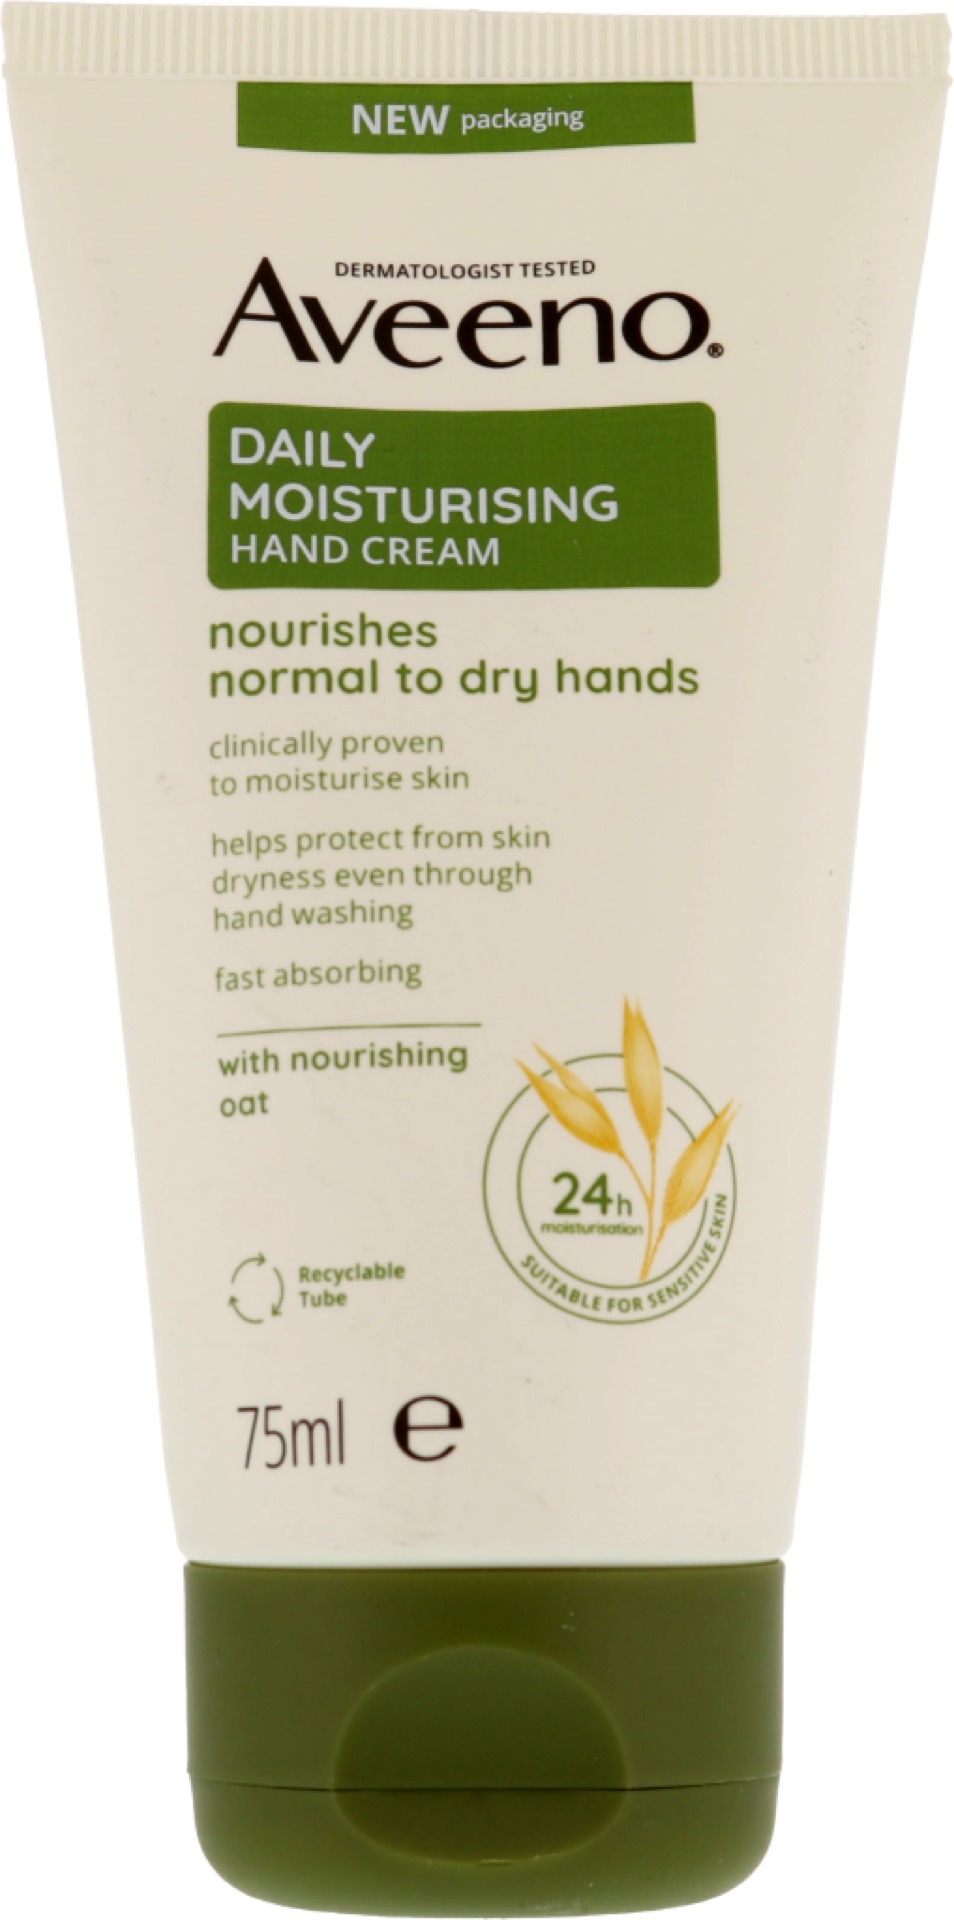 NEW packaging
DERMATOLOGIST TESTED
Aveeno®
DAILY
MOISTURISING
HAND CREAM
nourishes
normal to dry hands
clinically proven
to moisturise skin
helps protect from skin
dryness even through
hand washing
fast absorbing
with nourishing
oat
24h
moisturisation
SUITABLE FOR SENSITIVE SKIN
Recyclable
Tube
75ml e